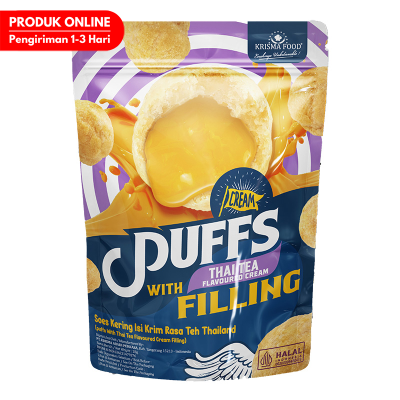 PRODUK ONLINE
Pengiriman 1-3 Hari
KRISMA FOOD
CREAM
PUFFS
THAI TEA
FLAVOURED CREAM
WITH
FILLING
Soes Kering Isi Krim Rasa Teh Thailand
(puffs With Thai Tea Flavoured Cream Filling)
HALAL
INDONESIA